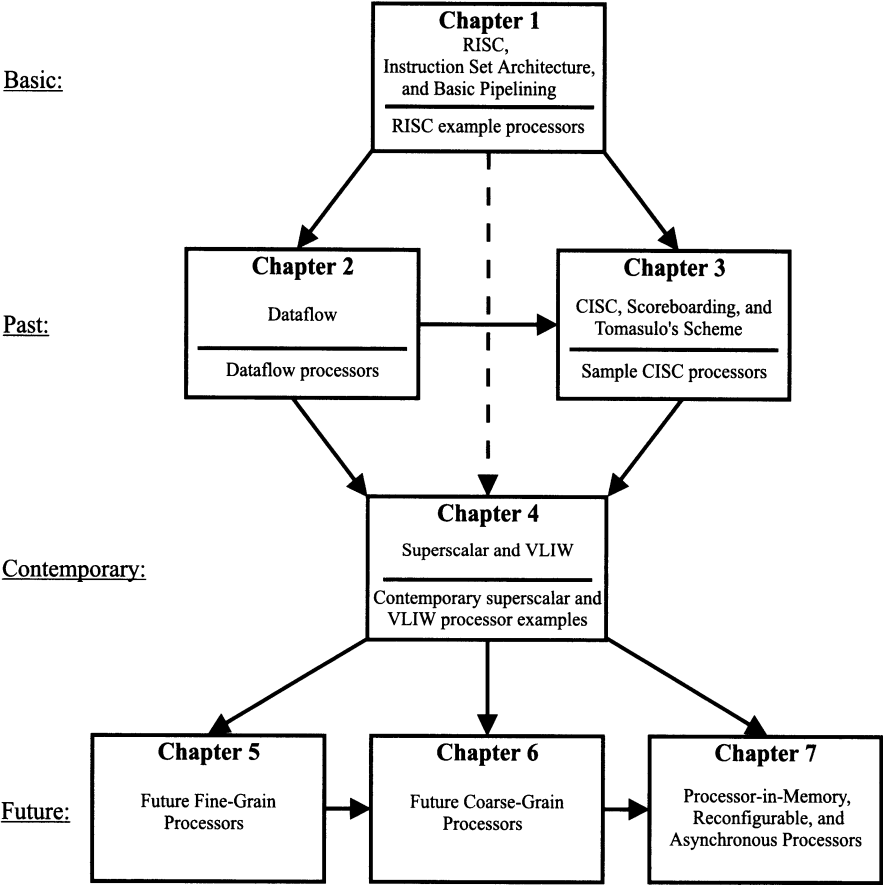 Chapter 1
RISC,
Instruction Set Architecture,
and Basic Pipelining
RISC example processors
Basic:
Chapter 2
Dataflow
Dataflow processors
Chapter 3
CISC, Scoreboarding, and
Tomasulo's Scheme
Sample CISC processors
Past:
Chapter 4
Superscalar and VLIW
Contemporary superscalar and
VLIW processor examples
Contemporary:
Chapter 5
Future Fine-Grain
Processors
Chapter 6
Future Coarse-Grain
Processors
Chapter 7
Processor-in-Memory,
Reconfigurable, and
Asynchronous Processors
Future: